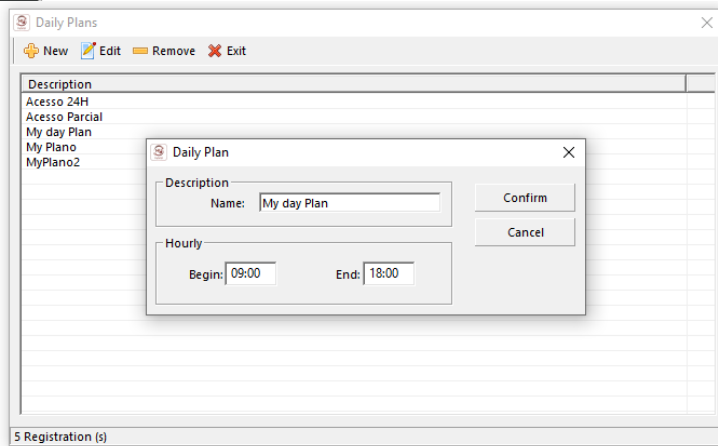 Daily Plans
New Edit Remove Exit
Description
Acesso 24H
Acesso Parcial
My day Plan
My Plano
MyPlano2
Daily Plan
Description
Name: My day Plan
Confirm
Cancel
Hourly
Begin: 09:00 End: 18:00
5 Registration (s)